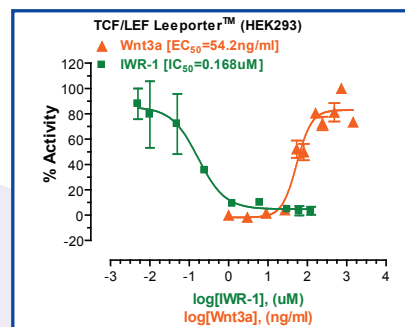 TCF/LEF Leeporter™ (HEK293)
Wnt3a [EC50=54.2ng/ml]
IWR-1 [IC50=0.168uM]
120
100
80
60
40
20
00
-20
% Activity
-3 -2 -1 0 1 2 3 4
log[IWR-1], (uM)
log[Wnt3a], (ng/ml)